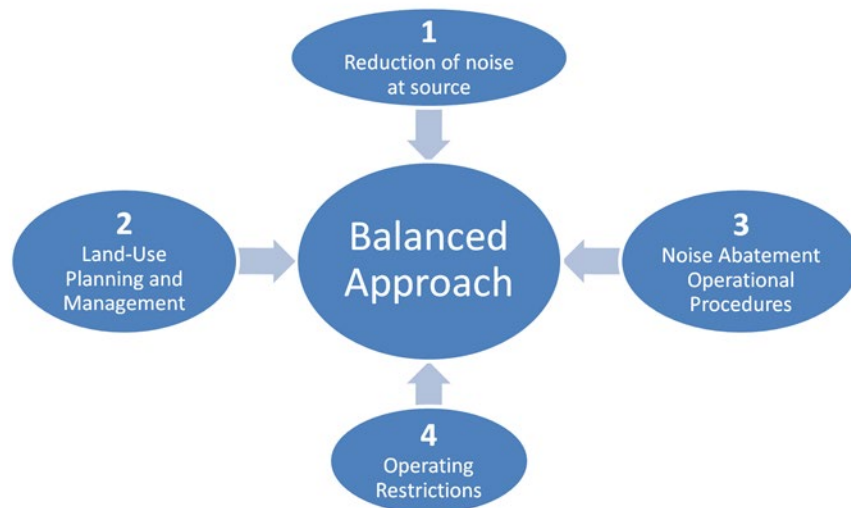 1
Reduction of noise
at source
2
Land-Use
Planning and
Management
Balanced
Approach
3
Noise Abatement
Operational
Procedures
4
Operating
Restrictions